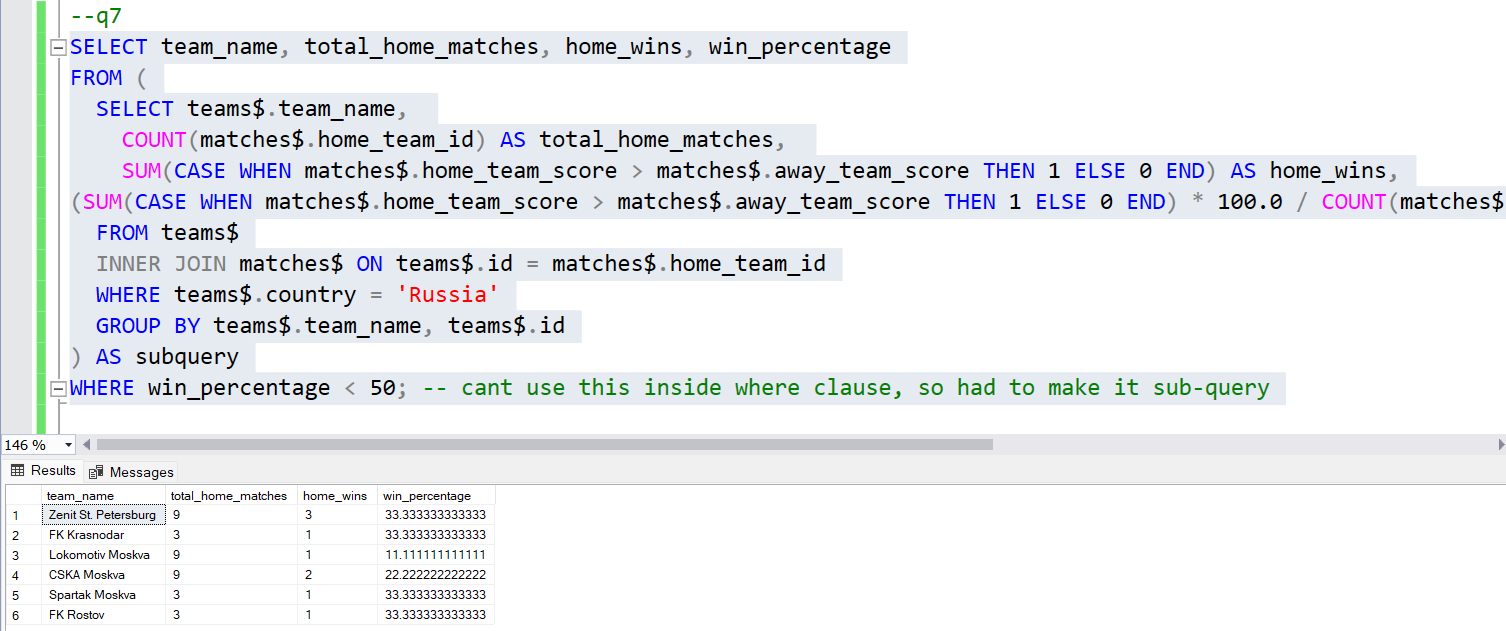 --q7
SELECT team_name, total_home_matches, home_wins, win_percentage
FROM (
SELECT teams$.team_name,
COUNT(matches$.home_team_id) AS total_home_matches,
SUM(CASE WHEN matches$.home_team_score > matches$.away_team_score THEN 1 ELSE 0 END) AS home_wins,
(SUM(CASE WHEN matches$.home_team_score > matches$.away_team_score THEN 1 ELSE 0 END) * 100.0 / COUNT(matches$
FROM teams$
INNER JOIN matches$ ON teams$.id = matches$.home_team_id
WHERE teams$.country = 'Russia'
GROUP BY teams$.team_name, teams$.id
) AS subquery
WHERE win_percentage < 50; -- cant use this inside where clause, so had to make it sub-query
146 %
Results Messages
team_name total_home_matches home_wins win_percentage
1 Zenit St. Petersburg 9 3 33.333333333333
2 FK Krasnodar 3 1 33.333333333333
3 Lokomotiv Moskva 9 1 11.111111111111
4 CSKA Moskva 9 2 22.222222222222
5 Spartak Moskva 3 1 33.333333333333
6 FK Rostov 3 1 33.333333333333